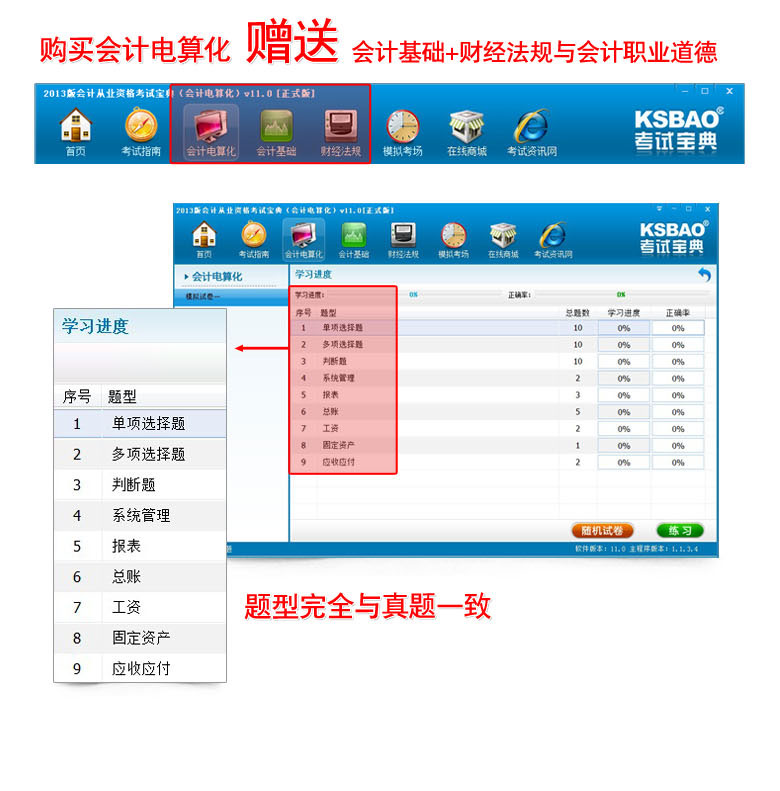 购买会计电算化 赠送 会计基础+财经法规与会计职业道德
2013版会计从业资格考试宝典（会计电算化）v11.0 [正式版]
首页 考试指南 会计电算化 会计基础 财经法规 模拟考场 在线商城 考试资讯网
KSBAO®
考试宝典
2013版会计从业资格考试宝典（会计电算化）v11.0[正式版]
首页 考试指南 会计电算化 会计基础 财经法规 模拟考场 在线商城 考试资讯网
KSBAO®
考试宝典
会计电算化
模拟试卷一
学习进度
学习进度: 0% 正确率: 0%
序号 题型 总题数 学习进度 正确率
1 单项选择题 10 0% 0%
2 多项选择题 10 0% 0%
3 判断题 10 0% 0%
4 系统管理 2 0% 0%
5 报表 3 0% 0%
6 总账 5 0% 0%
7 工资 2 0% 0%
8 固定资产 1 0% 0%
9 应收应付 2 0% 0%
随机试卷 练习
软件版本: 11.0 主程序版本: 1.1.3.4
学习进度
序号 题型
1 单项选择题
2 多项选择题
3 判断题
4 系统管理
5 报表
6 总账
7 工资
8 固定资产
9 应收应付
题型完全与真题一致